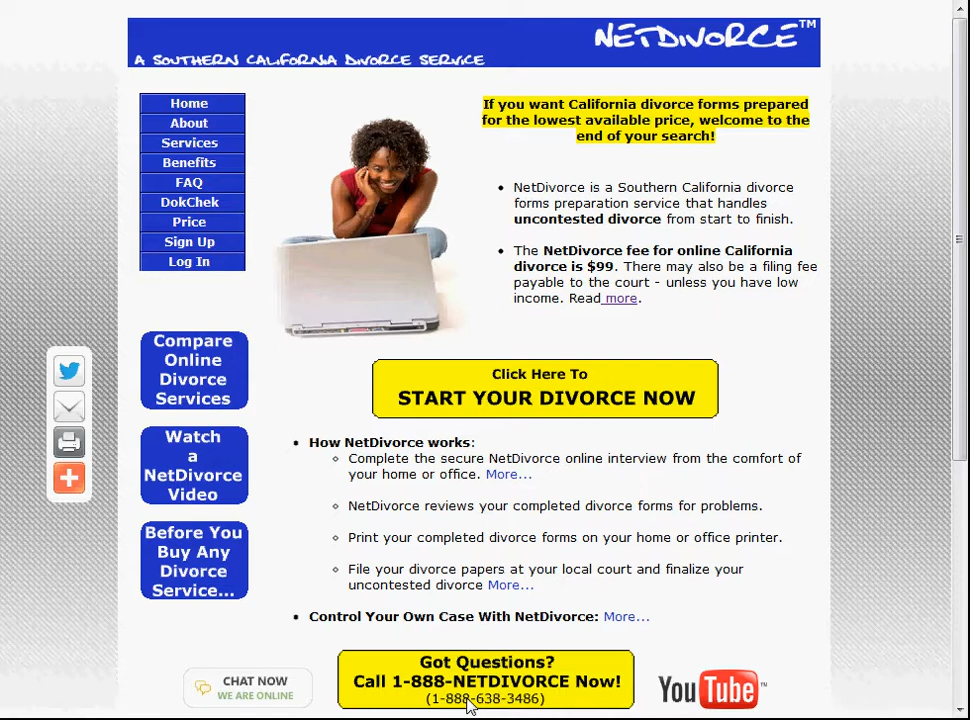 NETDIVORCE™
A SOUTHERN CALIFORNIA DIVORCE SERVICE
Home
About
Services
Benefits
FAQ
DokChek
Price
Sign Up
Log In
If you want California divorce forms prepared
for the lowest available price, welcome to the
end of your search!
• NetDivorce is a Southern California divorce
forms preparation service that handles
uncontested divorce from start to finish.
• The NetDivorce fee for online California
divorce is $99. There may also be a filing fee
payable to the court - unless you have low
income. Read more.
Compare
Online
Divorce
Services
Watch
a
NetDivorce
Video
Before You
Buy Any
Divorce
Service...
Click Here To
START YOUR DIVORCE NOW
• How NetDivorce works:
Complete the secure NetDivorce online interview from the comfort of
your home or office. More...
NetDivorce reviews your completed divorce forms for problems.
Print your completed divorce forms on your home or office printer.
File your divorce papers at your local court and finalize your
uncontested divorce More...
• Control Your Own Case With NetDivorce: More...
CHAT NOW
WE ARE ONLINE
Got Questions?
Call 1-888-NETDIVORCE Now!
(1-888-638-3486)
YouTube™